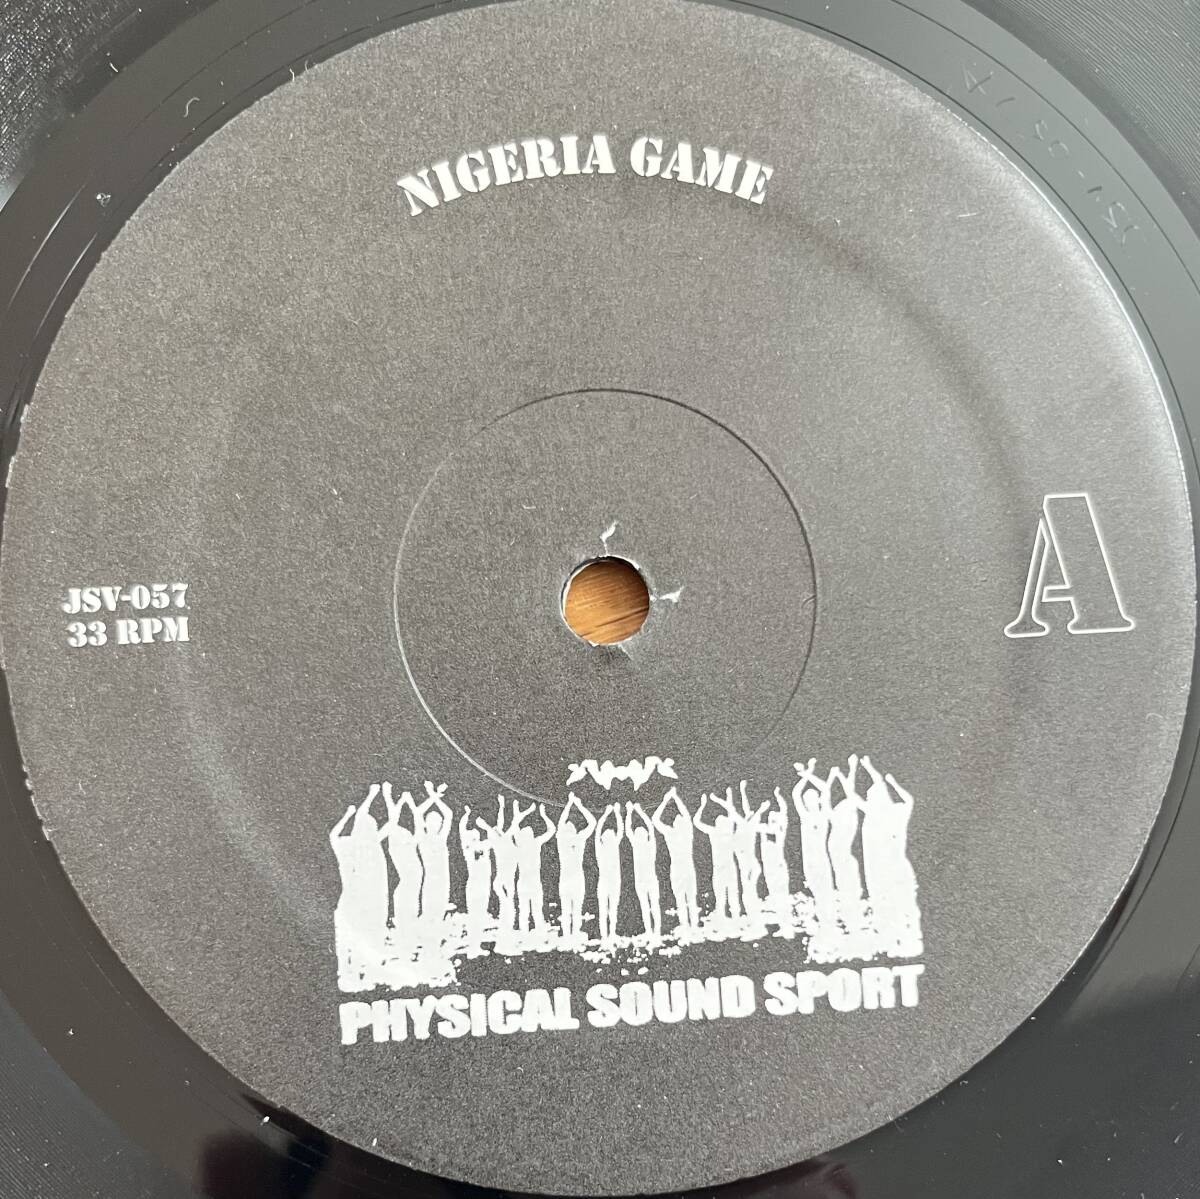 NIGERIA GAME
JSV-057
33 RPM
A
PHYSICAL SOUND SPORT